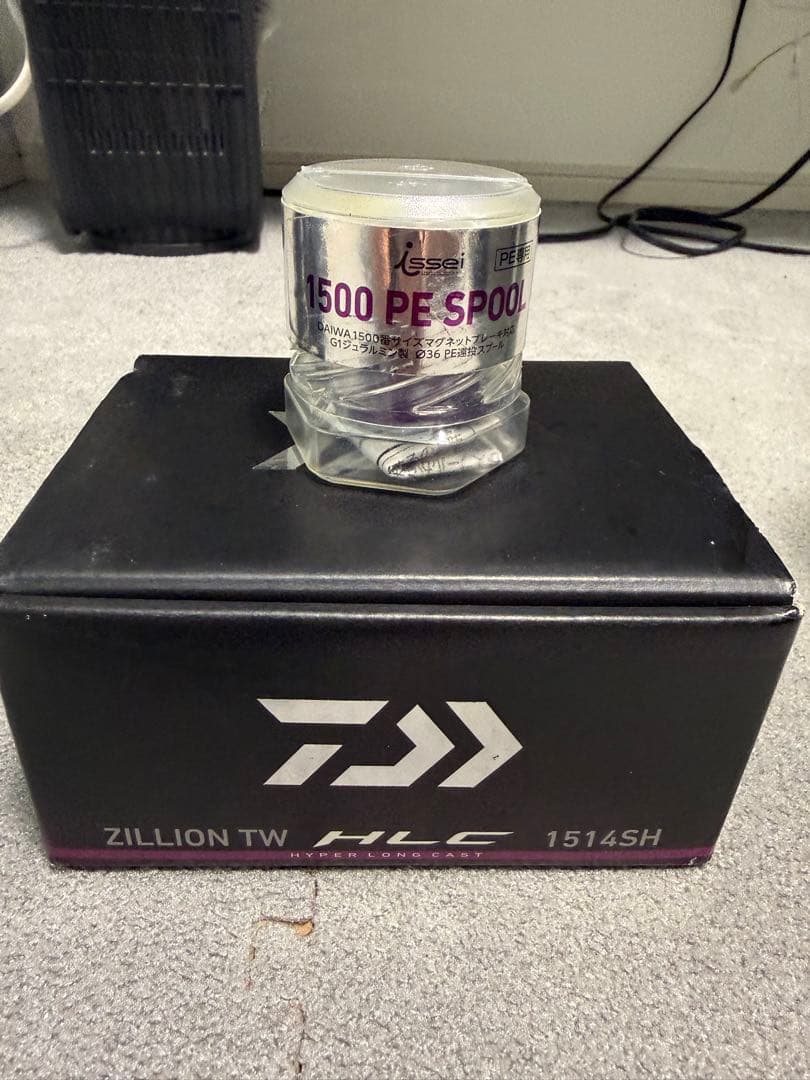 issei
PE専用
1500 PE SPOOL
DAIWA1500番サイズマグネットブレーキ対応
G1ジュラルミン製 Ø36 PE遠投スプール
ZILLION TW HLC 1514SH
HYPER LONG CAST